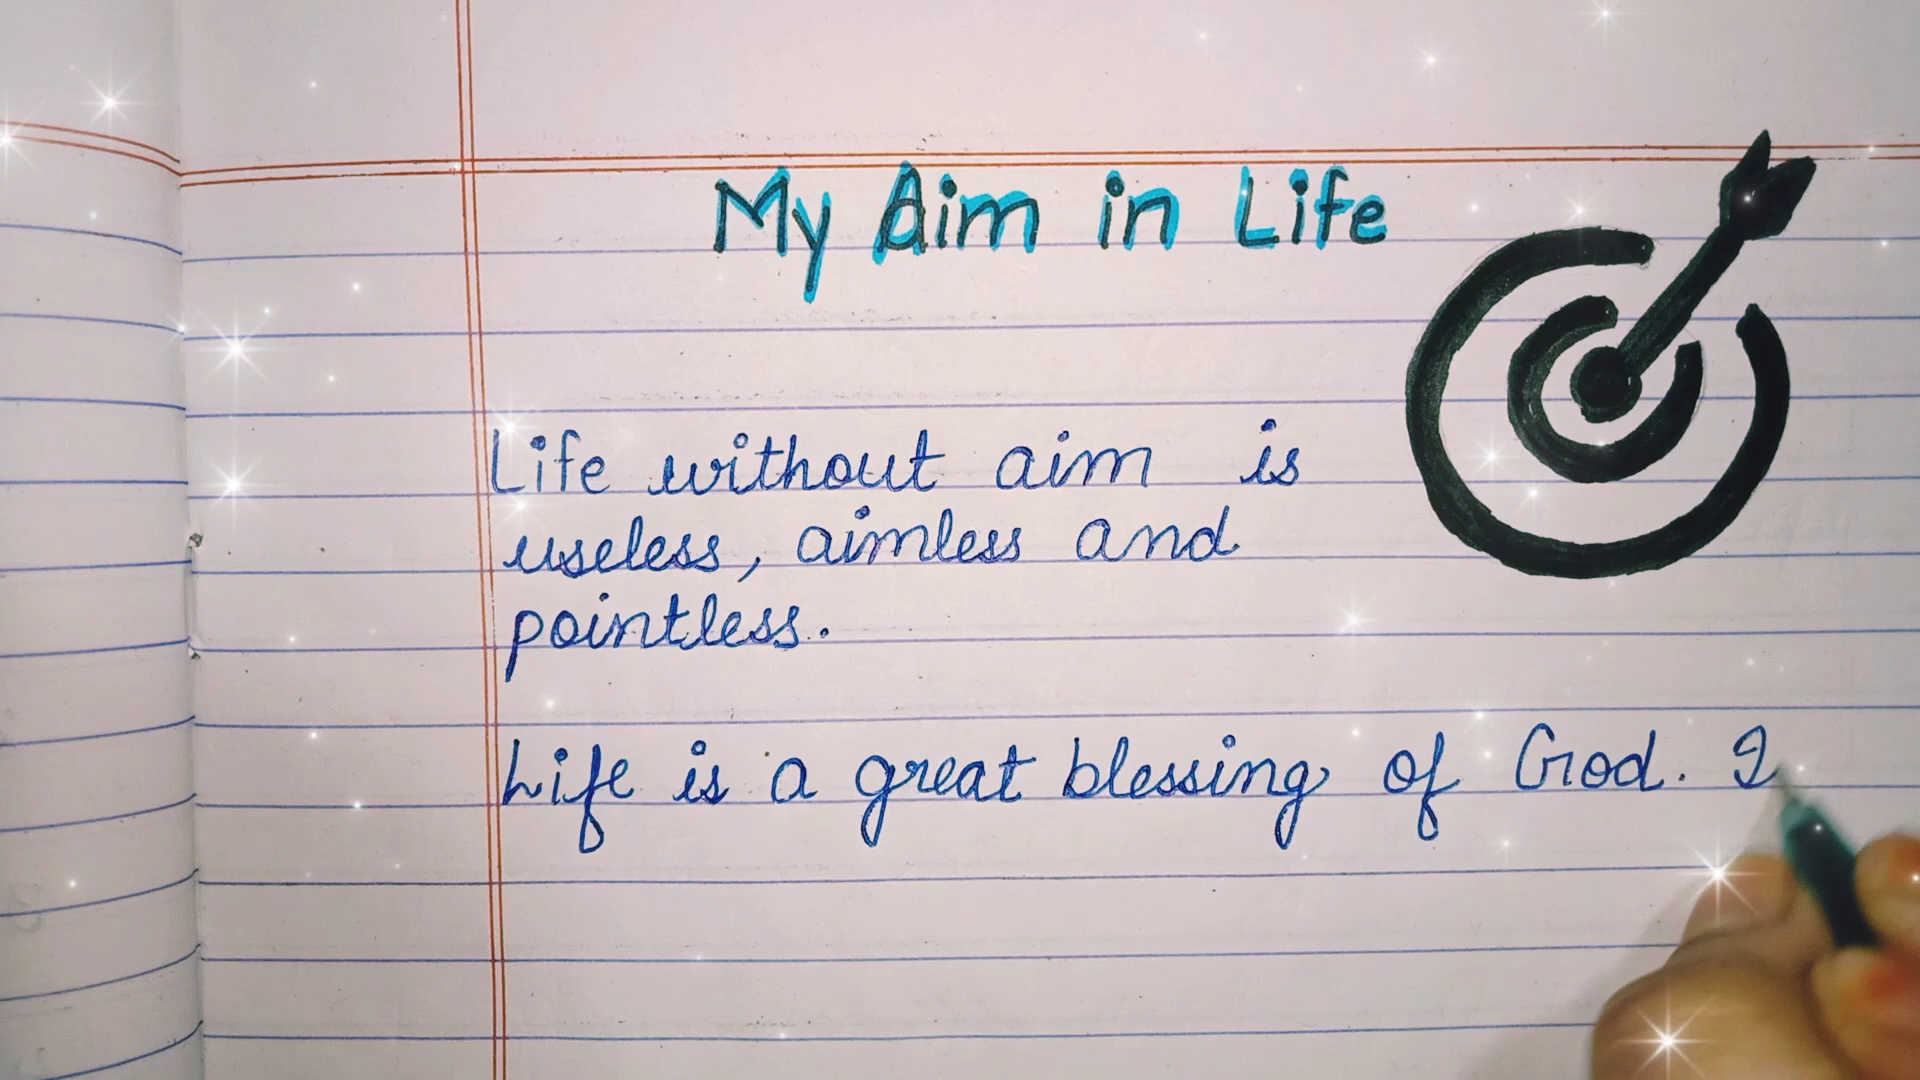 My Aim in Life
Life without aim is
useless, aimless and
pointless.
Life is a great blessing of God. I